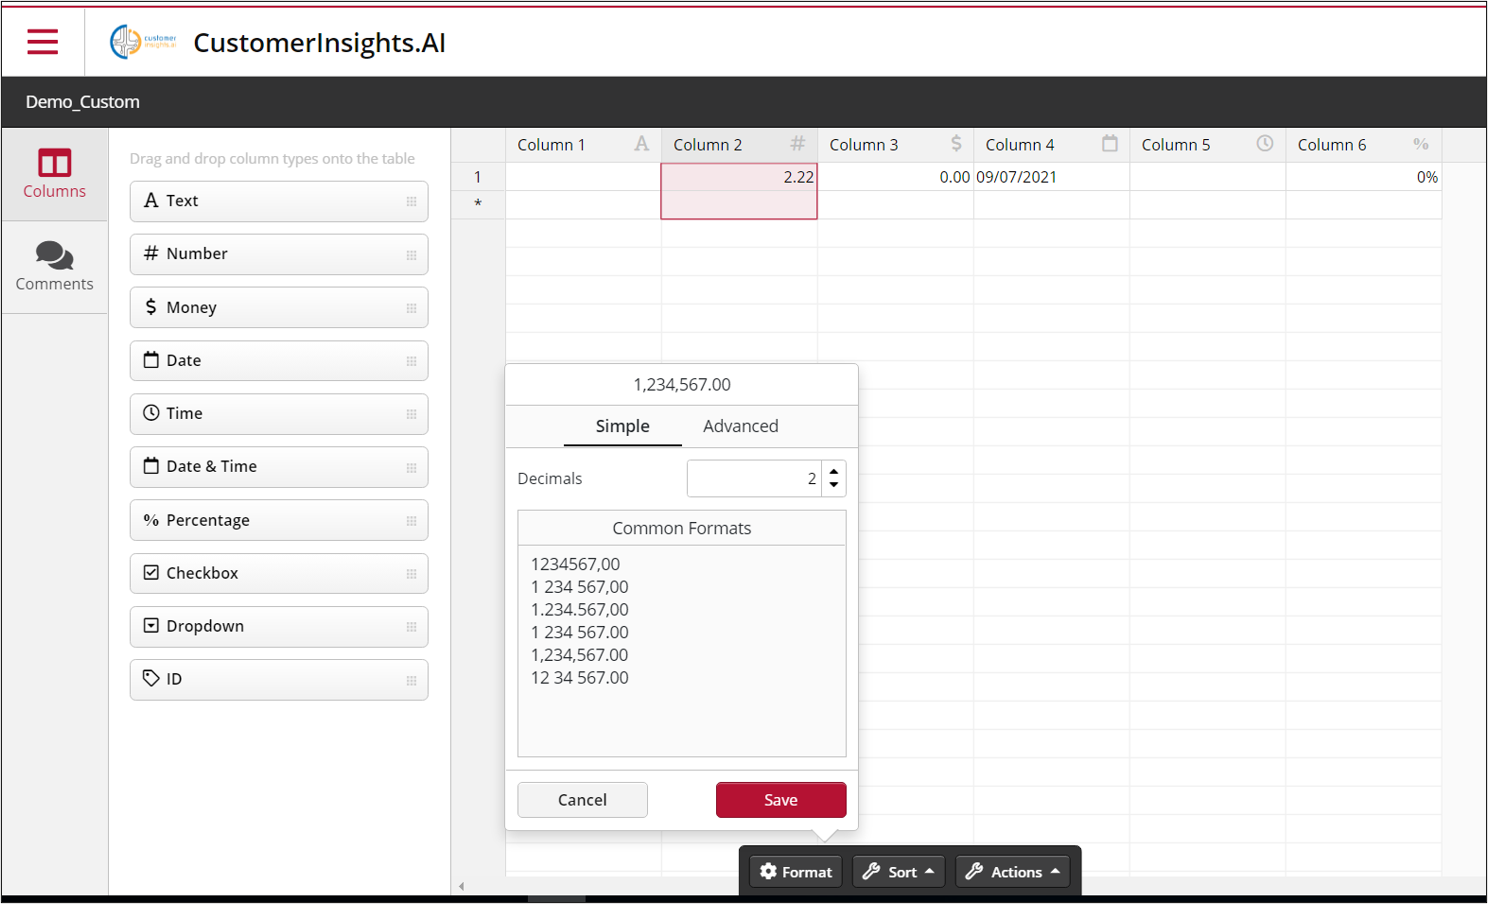 customer
insights.ai
CustomerInsights.AI
Demo_Custom
Columns
Comments
Drag and drop column types onto the table
A Text
# Number
$ Money
Date
Time
Date & Time
% Percentage
Checkbox
Dropdown
ID
Column 1 A Column 2 # Column 3 $ Column 4 Column 5 Column 6 %
1 2.22 0.00 09/07/2021 0%
*
1,234,567.00
Simple Advanced
Decimals 2
Common Formats
1234567,00
1 234 567,00
1.234.567,00
1 234 567.00
1,234,567.00
12 34 567.00
Cancel Save
Format Sort Actions